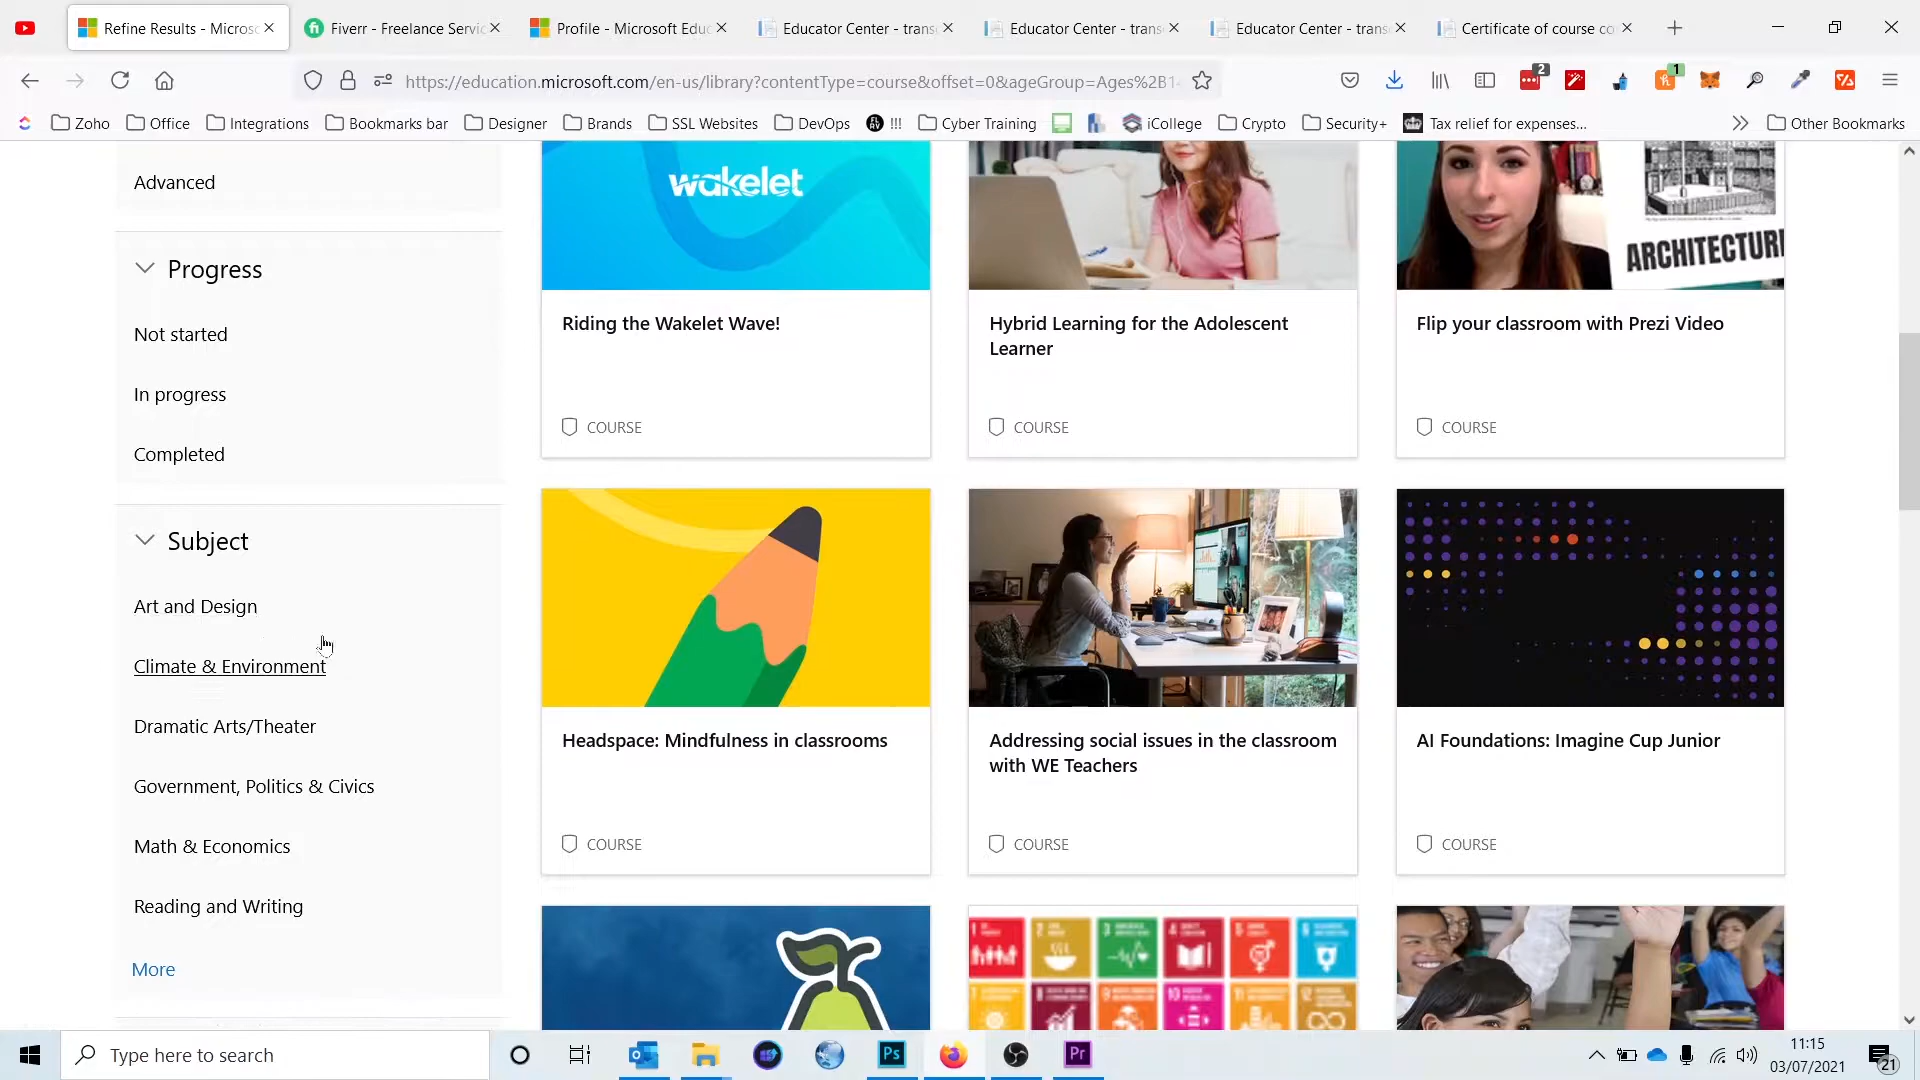 Refine Results - Micros
Fiverr - Freelance Servic
Profile - Microsoft Educ
Educator Center - trans
Educator Center - trans
Educator Center - trans
Certificate of course co
https://education.microsoft.com/en-us/library?contentType=course&offset=0&ageGroup=Ages%2B1
2
1
Zoho
Office
Integrations
Bookmarks bar
Designer
Brands
SSL Websites
DevOps
!!!
Cyber Training
iCollege
Crypto
Security+
Tax relief for expenses...
Other Bookmarks
Advanced
Progress
Not started
In progress
Completed
Subject
Art and Design
Climate & Environment
Dramatic Arts/Theater
Government, Politics & Civics
Math & Economics
Reading and Writing
More
wakelet
Riding the Wakelet Wave!
COURSE
Hybrid Learning for the Adolescent
Learner
COURSE
ARCHITECTURE
Flip your classroom with Prezi Video
COURSE
Headspace: Mindfulness in classrooms
COURSE
Addressing social issues in the classroom
with WE Teachers
COURSE
AI Foundations: Imagine Cup Junior
COURSE
Type here to search
Ps
Pr
11:15
03/07/2021
21